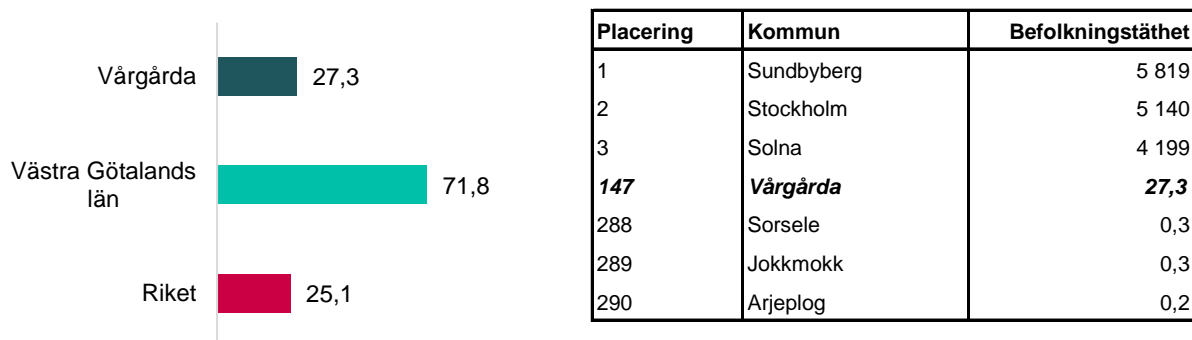 Vårgårda
27,3
Västra Götalands
län
71,8
Riket
25,1
Placering Kommun Befolkningstäthet
1 Sundbyberg 5 819
2 Stockholm 5 140
3 Solna 4 199
147 Vårgårda 27,3
288 Sorsele 0,3
289 Jokkmokk 0,3
290 Arjeplog 0,2